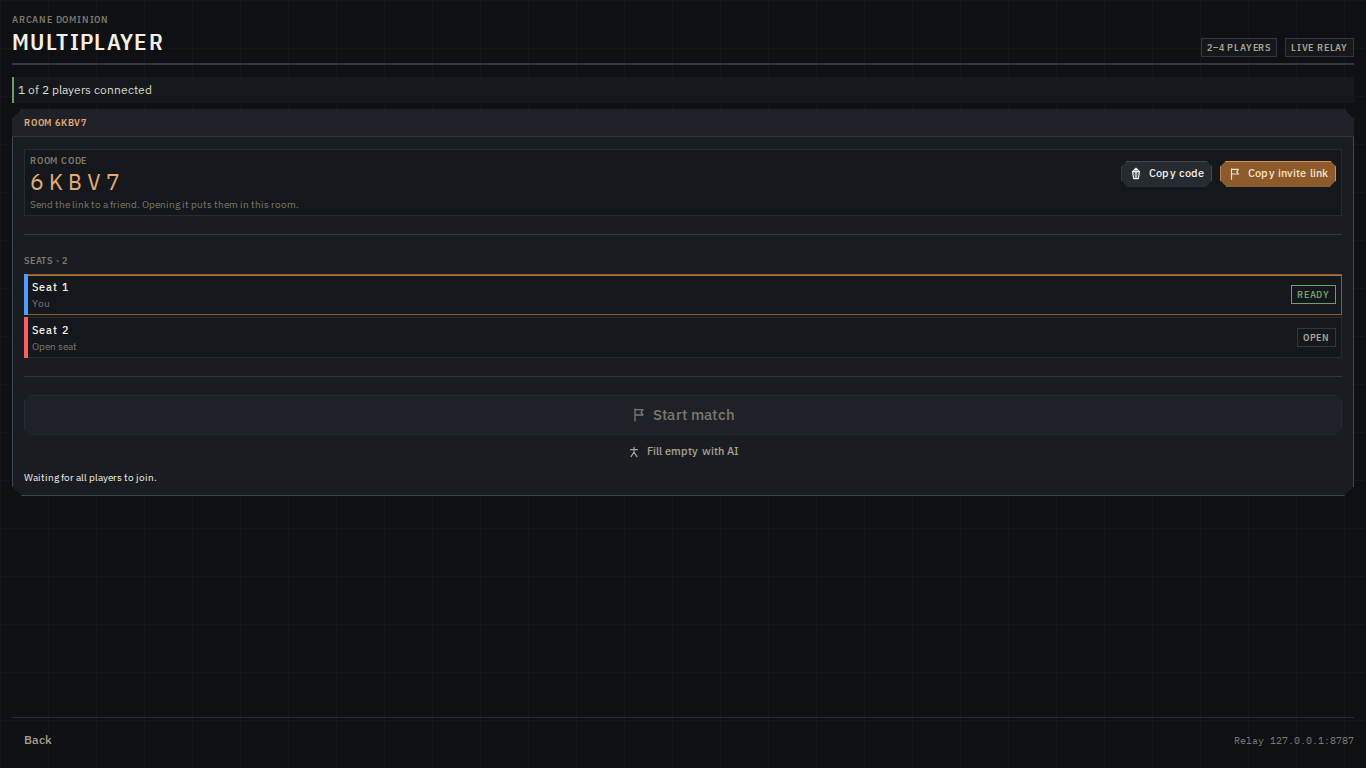 ARCANE DOMINION
MULTIPLAYER
2–4 PLAYERS
LIVE RELAY
1 of 2 players connected
ROOM 6KBV7
ROOM CODE
6KBV7
Send the link to a friend. Opening it puts them in this room.
Copy code
Copy invite link
SEATS · 2
Seat 1
You
READY
Seat 2
Open seat
OPEN
Start match
Fill empty with AI
Waiting for all players to join.
Back
Relay 127.0.0.1:8787